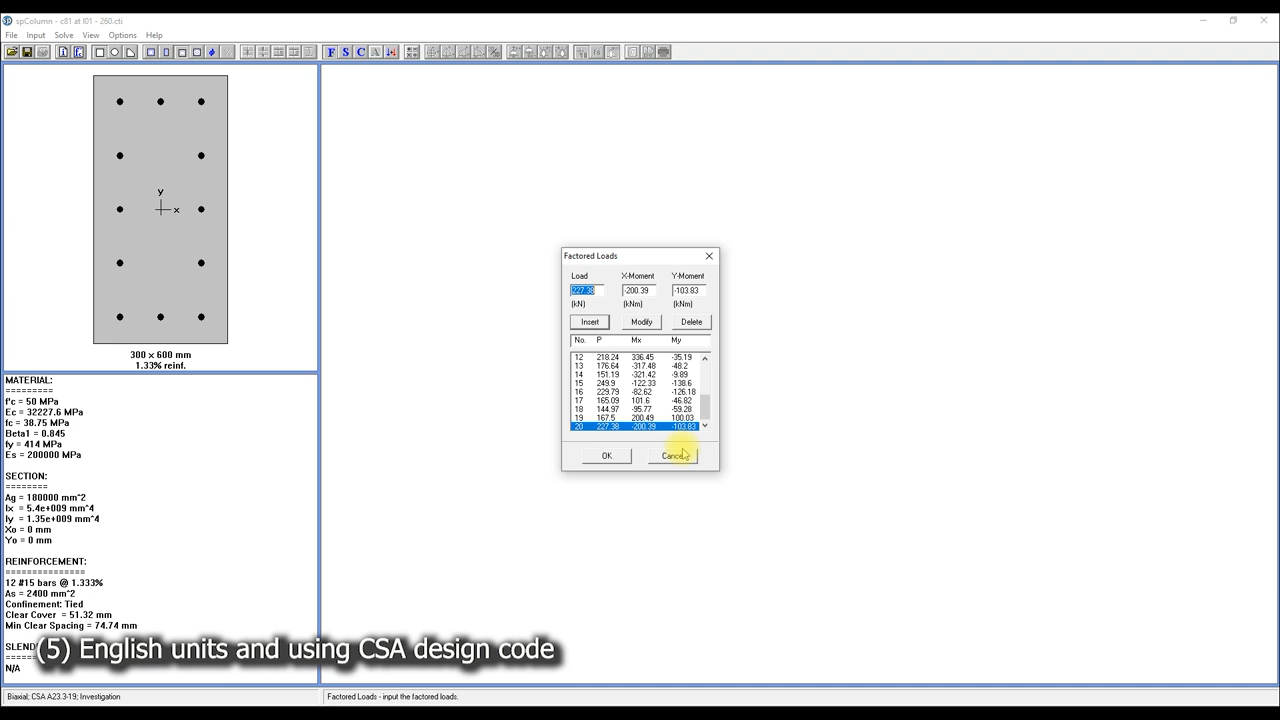 spColumn - c81 at l01 - 260.cti
File Input Solve View Options Help
F S C A
y
x
300 x 600 mm
1.33% reinf.
MATERIAL:
=========
f'c = 50 MPa
Ec = 32227.6 MPa
fc = 38.75 MPa
Beta1 = 0.845
fy = 414 MPa
Es = 200000 MPa
SECTION:
========
Ag = 180000 mm^2
Ix = 5.4e+009 mm^4
Iy = 1.35e+009 mm^4
Xo = 0 mm
Yo = 0 mm
REINFORCEMENT:
===============
12 #15 bars @ 1.333%
As = 2400 mm^2
Confinement: Tied
Clear Cover = 51.32 mm
Min Clear Spacing = 74.74 mm
SLEND
N/A
Factored Loads
Load X-Moment Y-Moment
227.38 -200.39 -103.83
(kN) (kNm) (kNm)
Insert Modify Delete
No. P Mx My
12 218.24 336.45 -35.19
13 176.64 -317.48 -48.2
14 151.19 -321.42 -9.89
15 249.9 -122.33 -138.6
16 229.79 -82.62 -126.18
17 165.09 101.6 -46.82
18 144.97 -95.77 -59.28
19 167.5 200.49 100.03
20 227.38 -200.39 -103.83
OK Cancel
(5) English units and using CSA design code
Biaxial; CSA A23.3-19; Investigation
Factored Loads - input the factored loads.